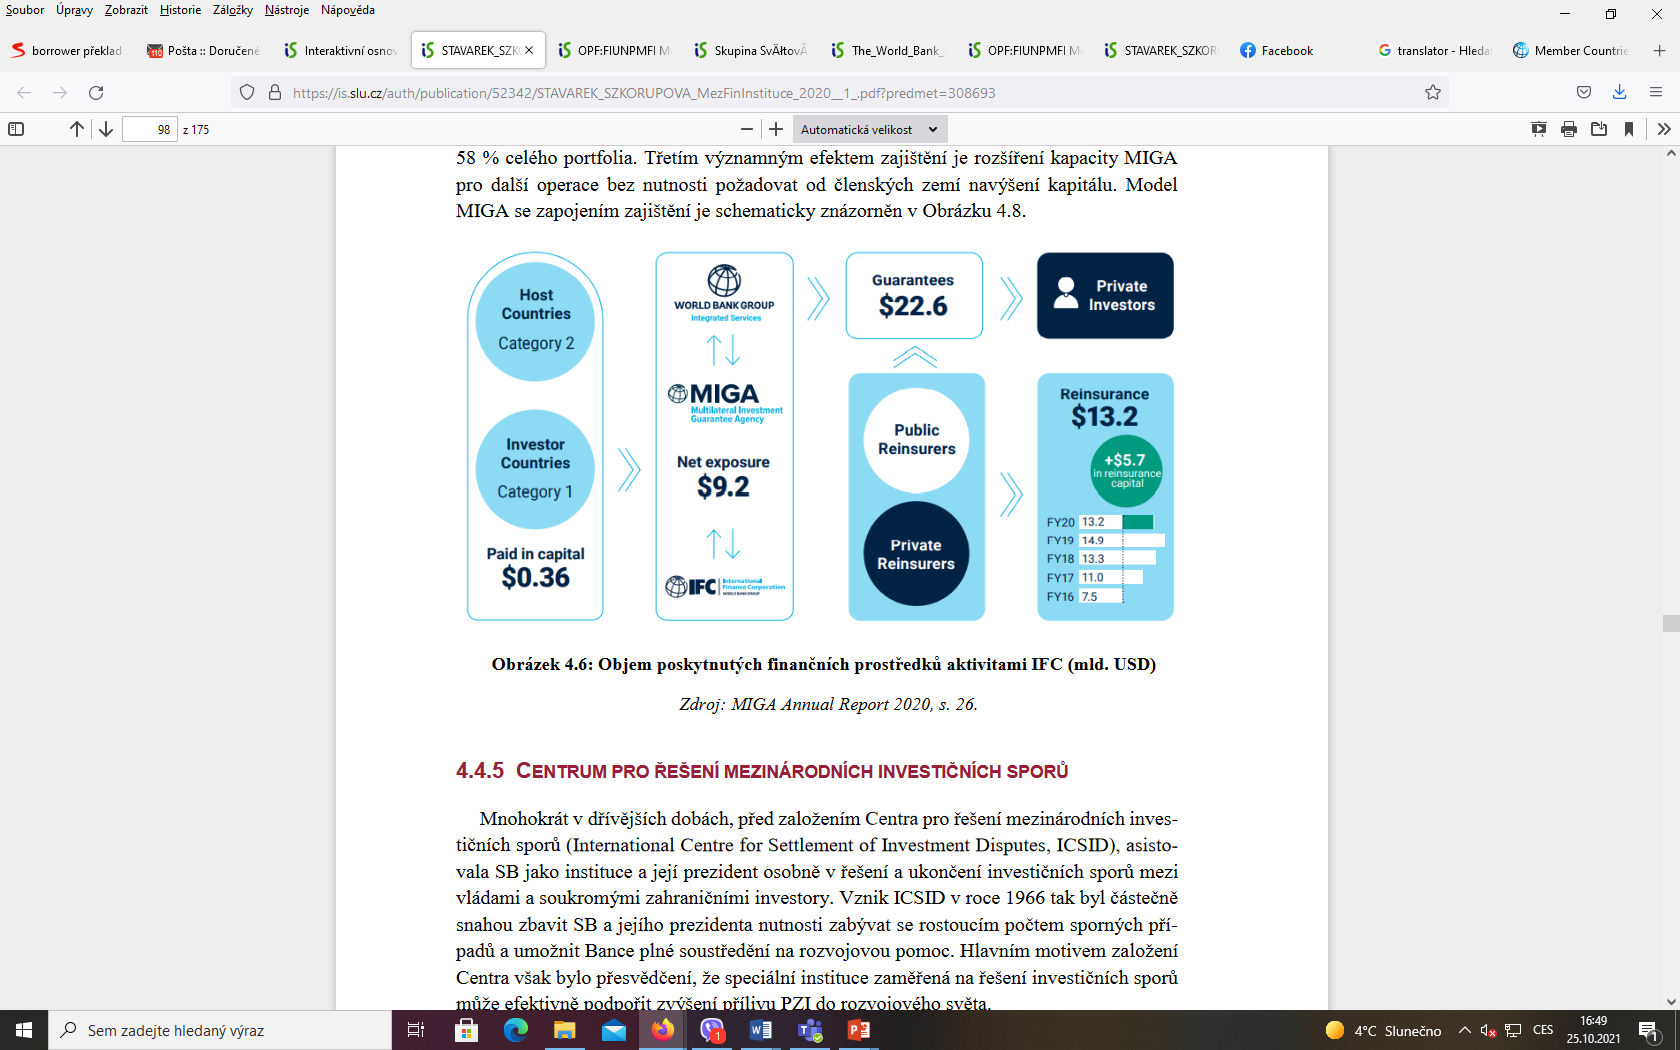 Soubor Úpravy Zobrazit Historie Záložky Nástroje Nápověda
borrower překlad
Pošta :: Doručené
Interaktivní osnov
STAVAREK_SZK
OPF:FIUNPMFI M
Skupina SvÄ
The_World_Bank_
OPF:FIUNPMFI M
STAVAREK_SZKOR
Facebook
translator - Hleda
Member Countrie
https://is.slu.cz/auth/publication/52342/STAVAREK_SZKORUPOVA_MezFinInstituce_2020__1_.pdf?predmet=308693
98 z 175
Automatická velikost
58 % celého portfolia. Třetím významným efektem zajištění je rozšíření kapacity MIGA
pro další operace bez nutnosti požadovat od členských zemí navýšení kapitálu. Model
MIGA se zapojením zajištění je schematicky znázorněn v Obrázku 4.8.
Host
Countries
Category 2
Investor
Countries
Category 1
Paid in capital
$0.36
WORLD BANK GROUP
Integrated Services
MIGA
Multilateral Investment
Guarantee Agency
Net exposure
$9.2
IFC International
Finance Corporation
WORLD BANK GROUP
Guarantees
$22.6
Private
Investors
Public
Reinsurers
Private
Reinsurers
Reinsurance
$13.2
+$5.7
in reinsurance
capital
FY20 13.2
FY19 14.9
FY18 13.3
FY17 11.0
FY16 7.5
Obrázek 4.6: Objem poskytnutých finančních prostředků aktivitami IFC (mld. USD)
Zdroj: MIGA Annual Report 2020, s. 26.
4.4.5 CENTRUM PRO ŘEŠENÍ MEZINÁRODNÍCH INVESTIČNÍCH SPORŮ
Mnohokrát v dřívějších dobách, před založením Centra pro řešení mezinárodních inves-
tičních sporů (International Centre for Settlement of Investment Disputes, ICSID), asisto-
vala SB jako instituce a její prezident osobně v řešení a ukončení investičních sporů mezi
vládami a soukromými zahraničními investory. Vznik ICSID v roce 1966 tak byl částečně
snahou zbavit SB a jejího prezidenta nutnosti zabývat se rostoucím počtem sporných pří-
padů a umožnit Bance plné soustředění na rozvojovou pomoc. Hlavním motivem založení
Centra však bylo přesvědčení, že speciální instituce zaměřená na řešení investičních sporů
může efektivně podpořit zvýšení přílivu PZI do rozvojového světa.
Sem zadejte hledaný výraz
4°C Slunečno
CES
16:49
25.10.2021